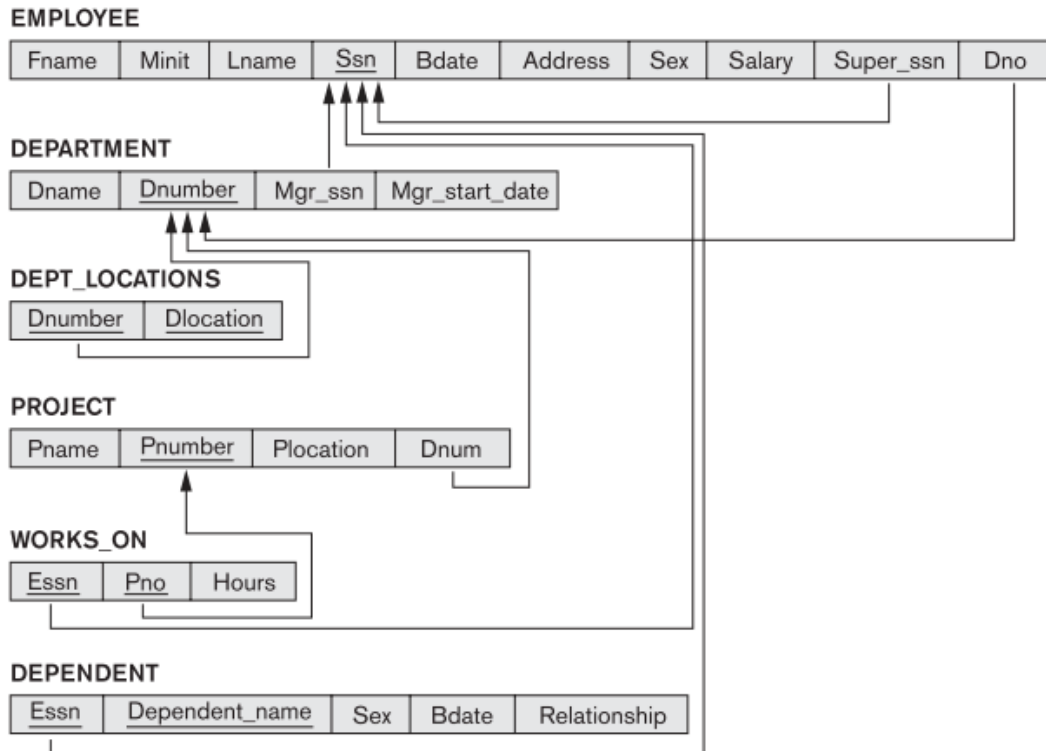 EMPLOYEE
Fname Minit Lname Ssn Bdate Address Sex Salary Super_ssn Dno
DEPARTMENT
Dname Dnumber Mgr_ssn Mgr_start_date
DEPT_LOCATIONS
Dnumber Dlocation
PROJECT
Pname Pnumber Plocation Dnum
WORKS_ON
Essn Pno Hours
DEPENDENT
Essn Dependent_name Sex Bdate Relationship